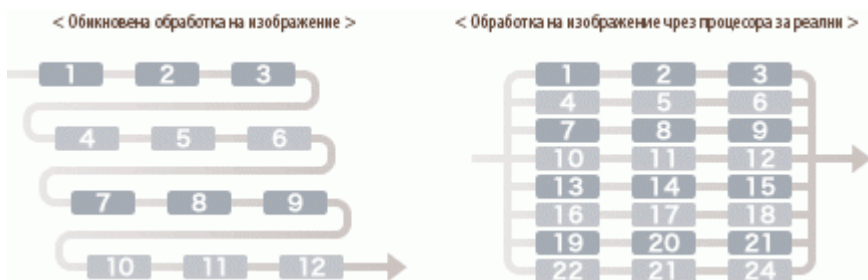 < Обикновена обработка на изображение >
< Обработка на изображение чрез процесора за реални >
1 2 3
4 5 6
7 8 9
10 11 12
1 2 3
4 5 6
7 8 9
10 11 12
13 14 15
16 17 18
19 20 21
22 21 24